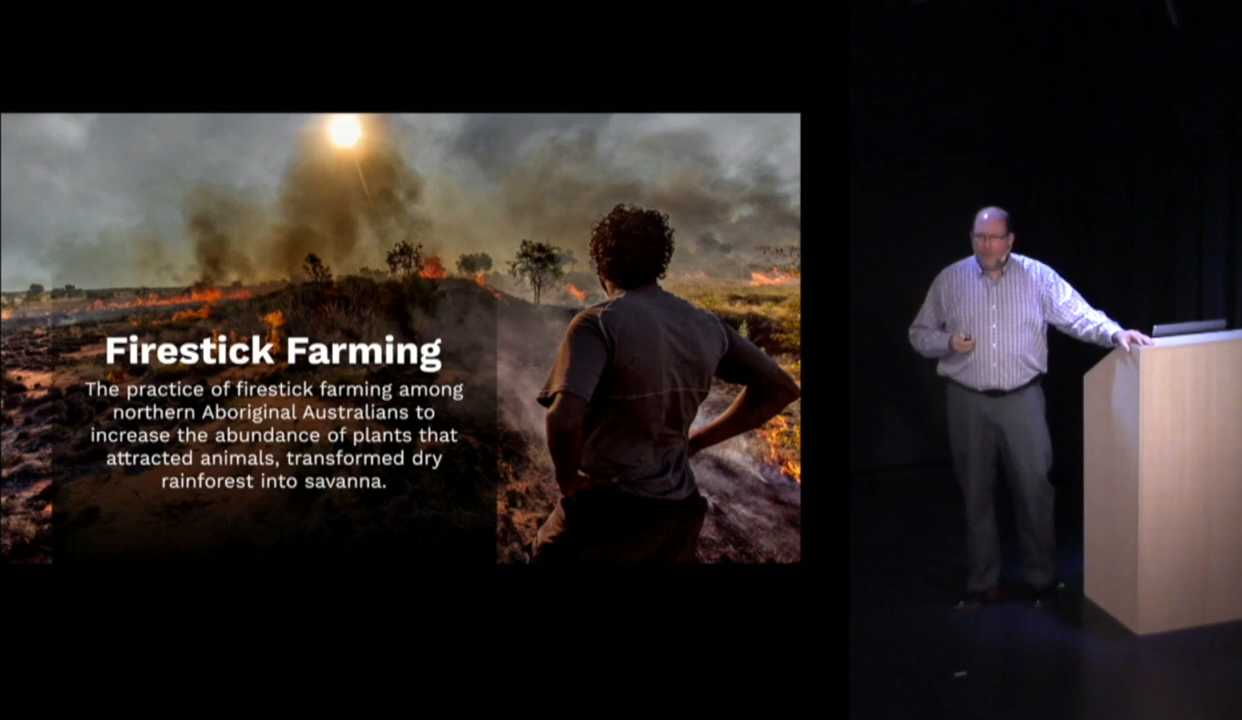 Firestick Farming
The practice of firestick farming among
northern Aboriginal Australians to
increase the abundance of plants that
attracted animals, transformed dry
rainforest into savanna.